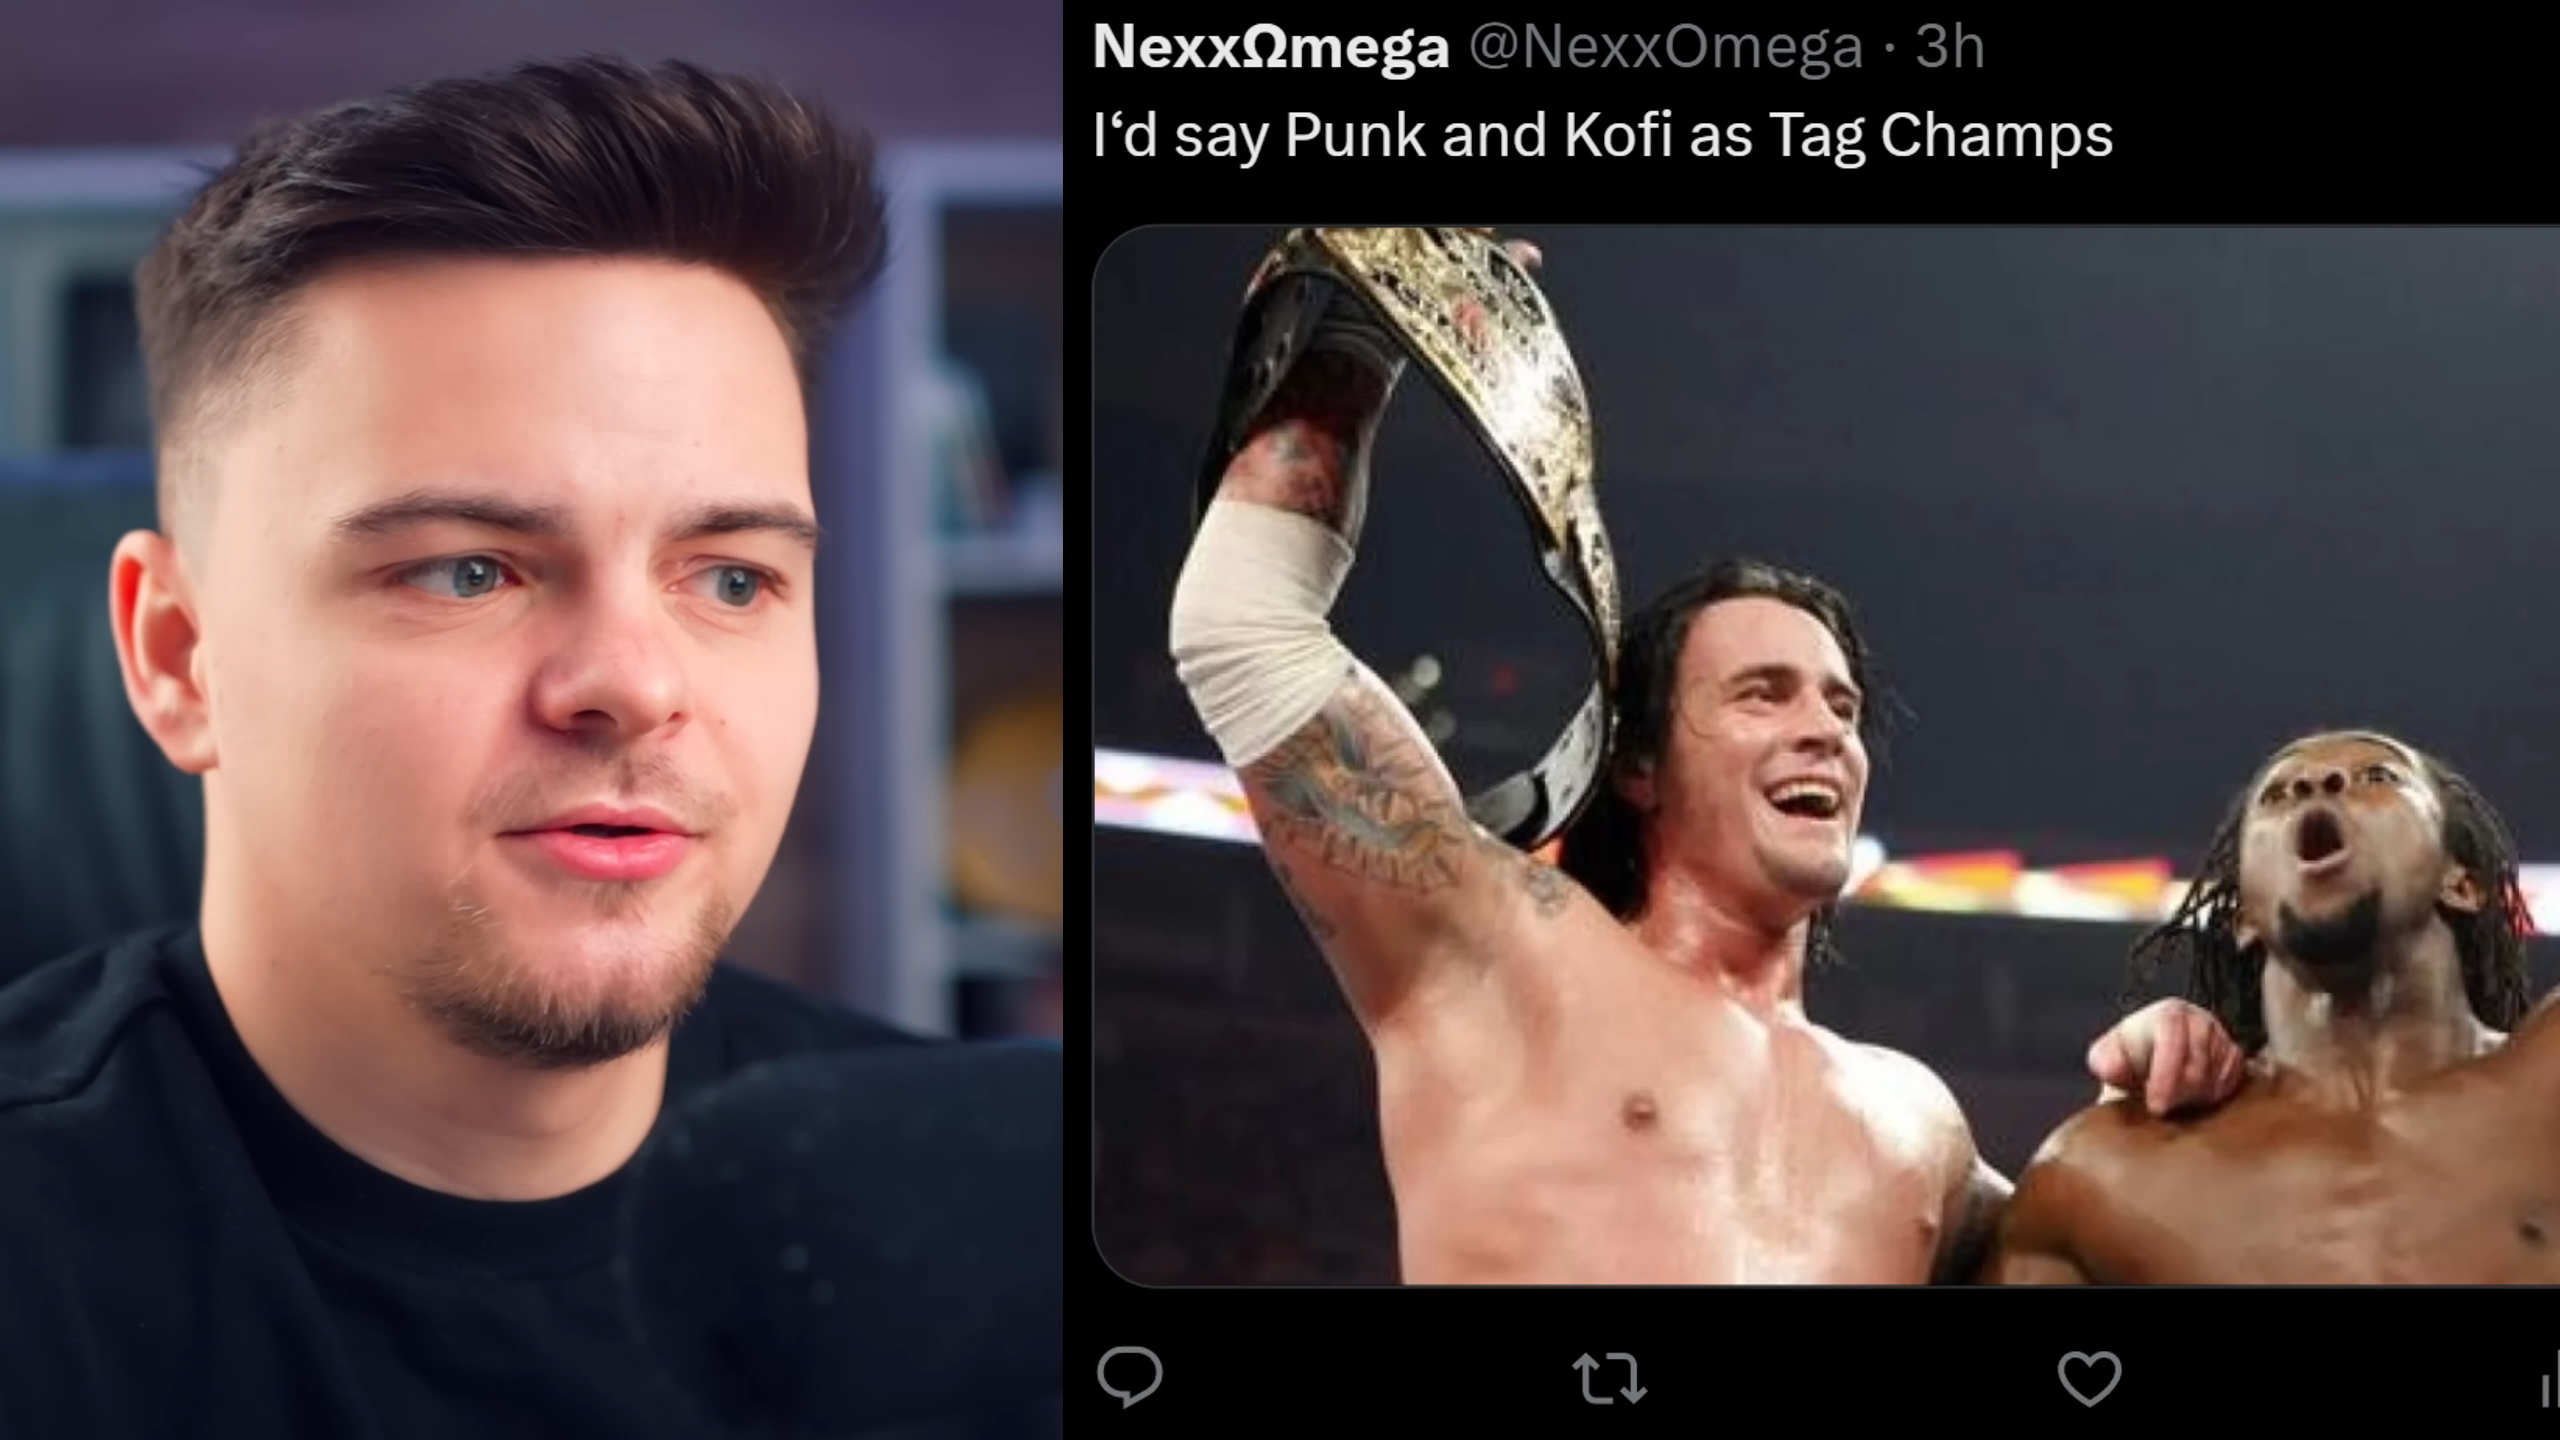 NexxΩmega @NexxOmega · 3h
I‘d say Punk and Kofi as Tag Champs